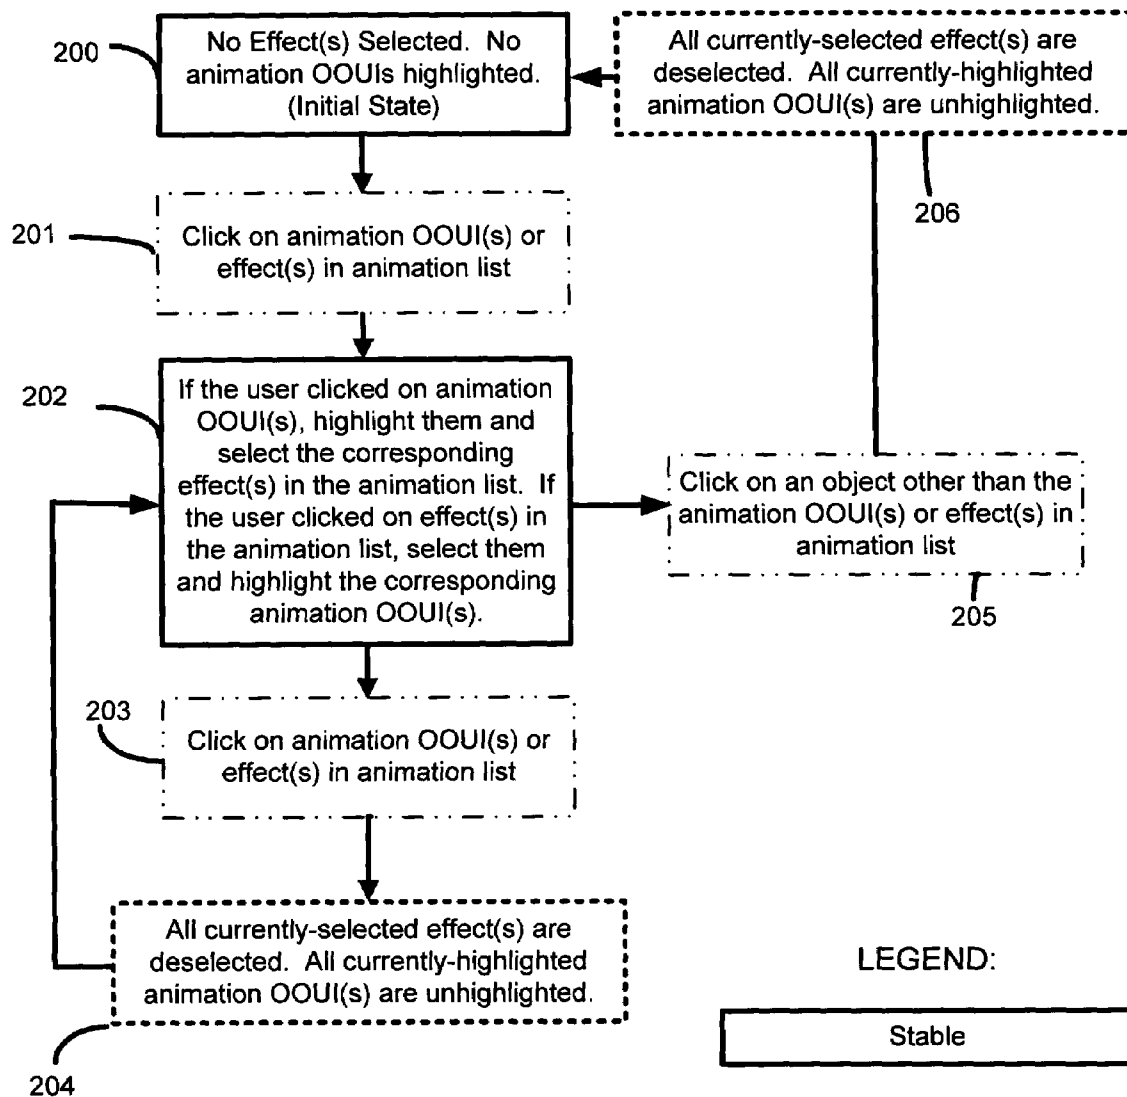 200
No Effect(s) Selected. No
animation OOUIs highlighted.
(Initial State)
All currently-selected effect(s) are
deselected. All currently-highlighted
animation OOUI(s) are unhighlighted.
206
201
Click on animation OOUI(s) or
effect(s) in animation list
202
If the user clicked on animation
OOUI(s), highlight them and
select the corresponding
effect(s) in the animation list. If
the user clicked on effect(s) in
the animation list, select them
and highlight the corresponding
animation OOUI(s).
Click on an object other than the
animation OOUI(s) or effect(s) in
animation list
205
203
Click on animation OOUI(s) or
effect(s) in animation list
All currently-selected effect(s) are
deselected. All currently-highlighted
animation OOUI(s) are unhighlighted.
204
LEGEND:
Stable